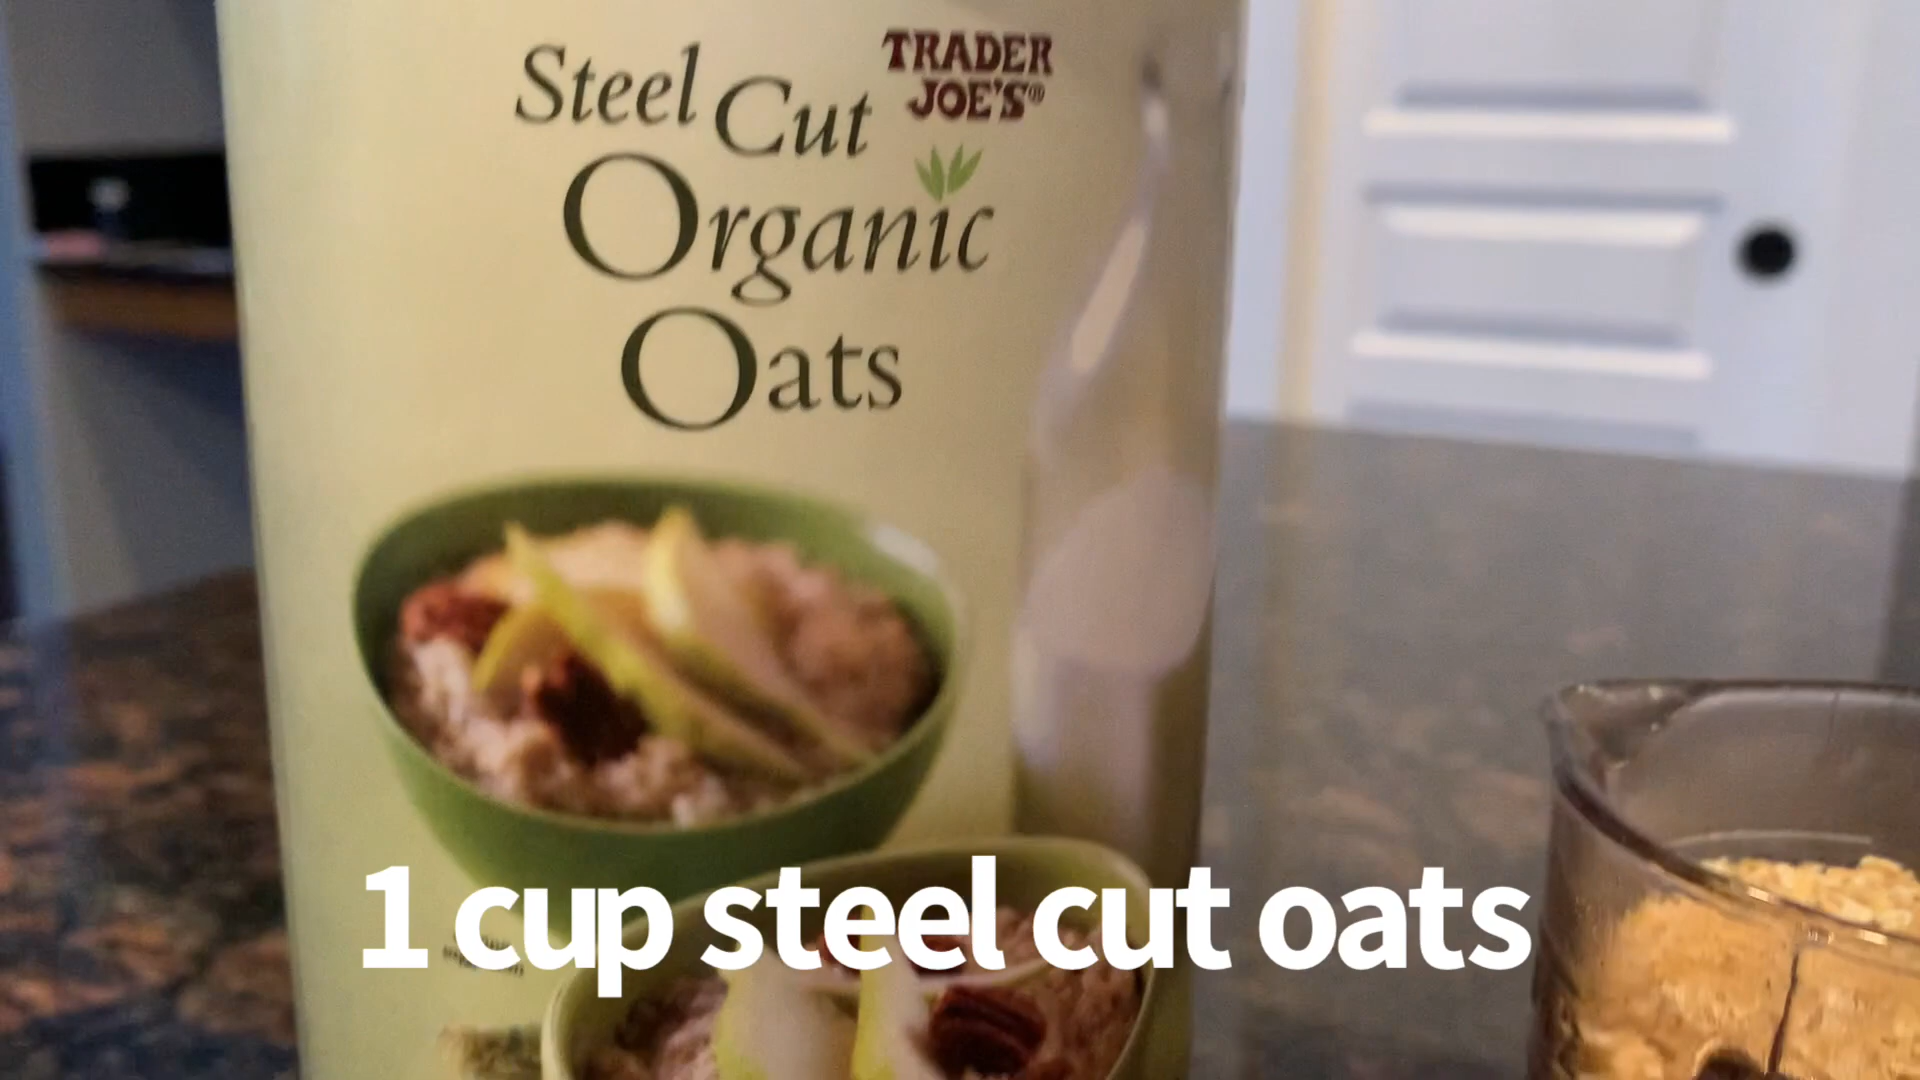 Steel Cut
TRADER
JOE'S®
Organic
Oats
1 cup steel cut oats